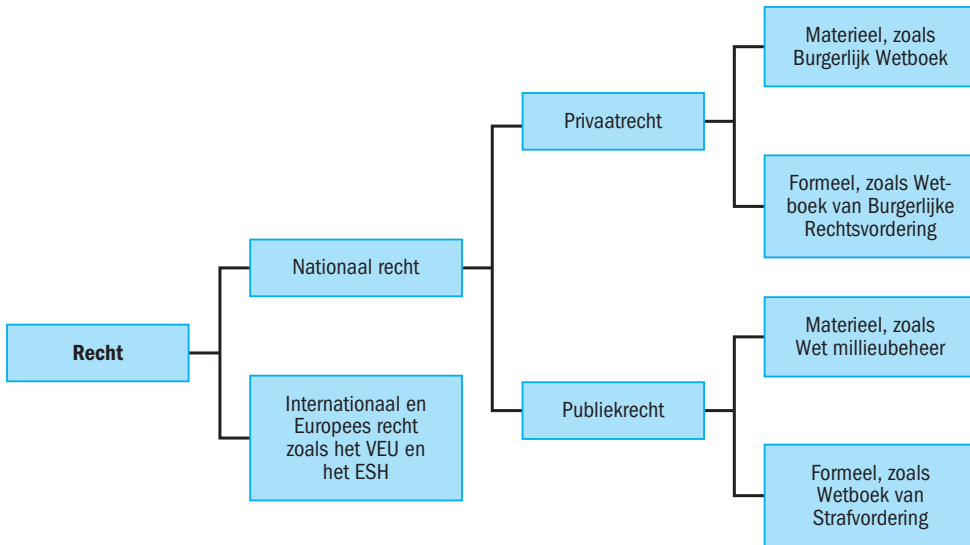 Recht
Nationaal recht
Internationaal en
Europees recht
zoals het VEU en
het ESH
Privaatrecht
Publiekrecht
Materieel, zoals
Burgerlijk Wetboek
Formeel, zoals Wet-
boek van Burgerlijke
Rechtsvordering
Materieel, zoals
Wet millieubeheer
Formeel, zoals
Wetboek van
Strafvordering